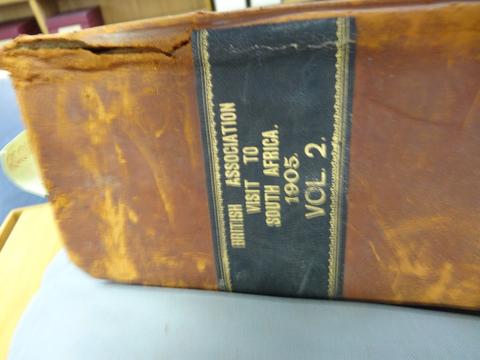 BRITISH ASSOCIATION
VISIT TO
SOUTH AFRICA.
1905.
VOL. 2.